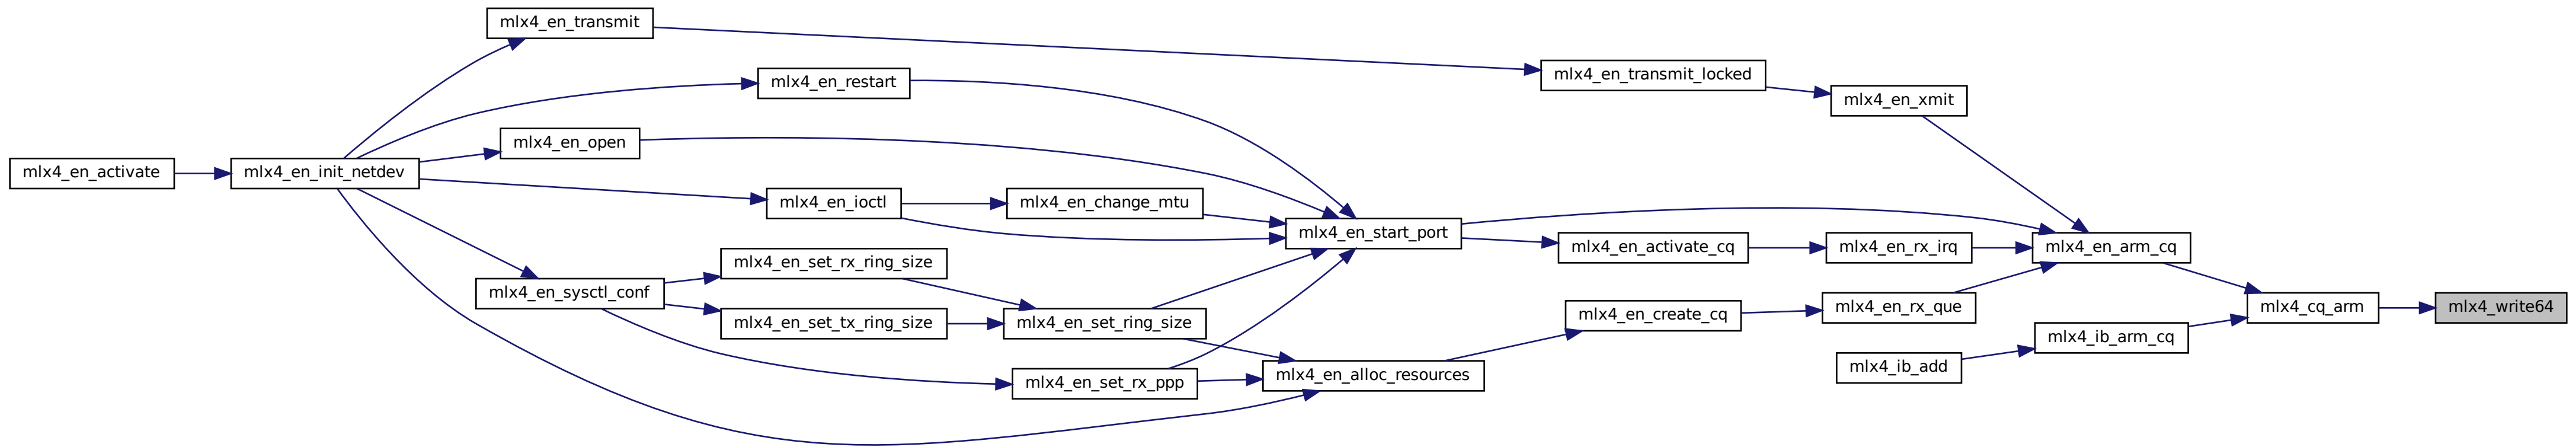 mlx4_en_transmit
mlx4_en_transmit_locked
mlx4_en_restart
mlx4_en_xmit
mlx4_en_open
mlx4_en_activate
mlx4_en_init_netdev
mlx4_en_ioctl
mlx4_en_change_mtu
mlx4_en_start_port
mlx4_en_activate_cq
mlx4_en_rx_irq
mlx4_en_arm_cq
mlx4_en_set_rx_ring_size
mlx4_en_sysctl_conf
mlx4_en_set_tx_ring_size
mlx4_en_set_ring_size
mlx4_en_create_cq
mlx4_en_rx_que
mlx4_cq_arm
mlx4_write64
mlx4_ib_arm_cq
mlx4_ib_add
mlx4_en_set_rx_ppp
mlx4_en_alloc_resources